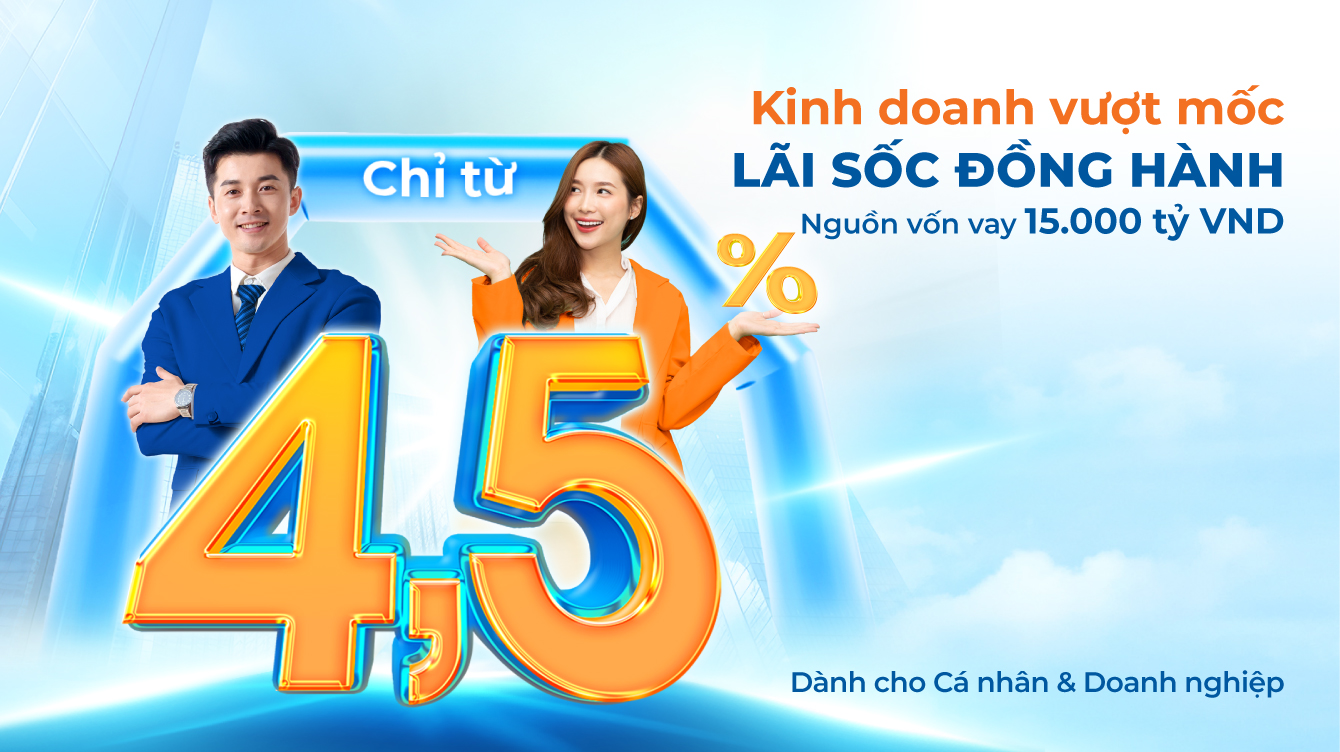 Kinh doanh vượt mốc
LÃI SỐC ĐỒNG HÀNH
Nguồn vốn vay 15.000 tỷ VND
Chỉ từ
4,5%
Dành cho Cá nhân & Doanh nghiệp